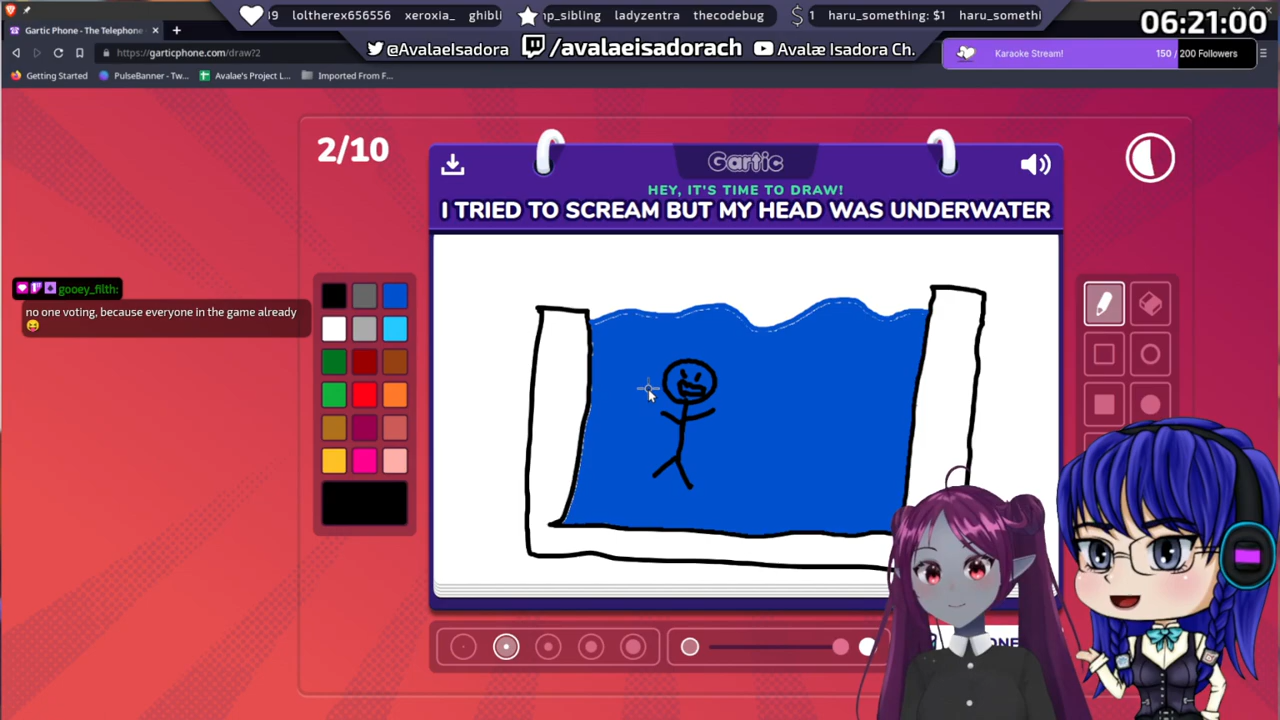 Gartic Phone - The Telephone
https://garticphone.com/draw?2
Getting Started
PulseBanner - Tw...
Avalae's Project L...
Imported From F...
loltherex656556 xeroxia_ ghibli
ladyzentra thecodebug
$ 1 haru_something: $1 haru_somethi
@AvalaeIsadora
/avalaeisadorach
Avalæ Isadora Ch.
06:21:00
Karaoke Stream!
150 / 200 Followers
2/10
Gartic
HEY, IT'S TIME TO DRAW!
I TRIED TO SCREAM BUT MY HEAD WAS UNDERWATER
gooey_filth:
no one voting, because everyone in the game already